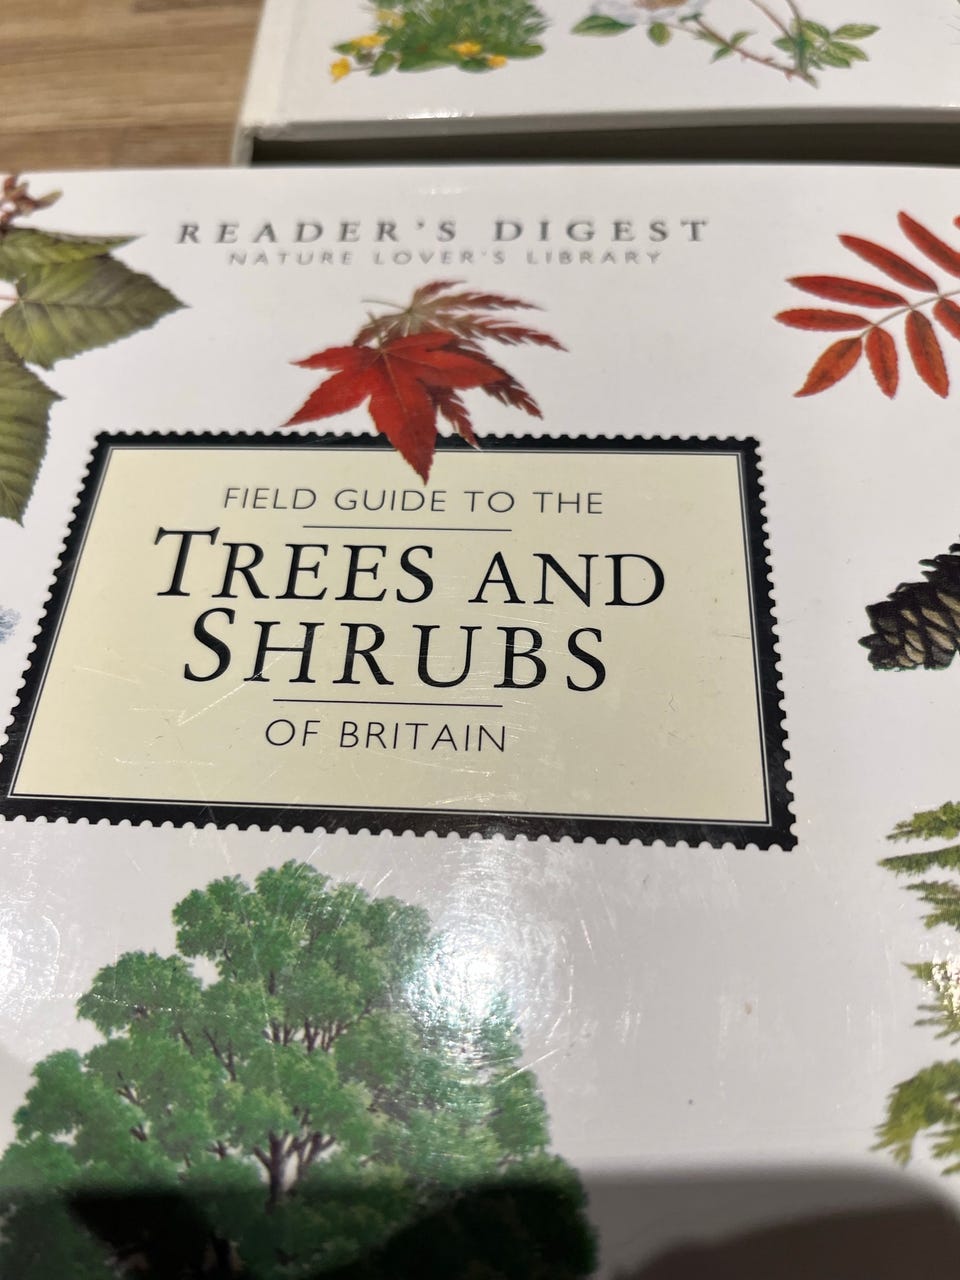 READER'S DIGEST
NATURE LOVER'S LIBRARY
FIELD GUIDE TO THE
TREES AND
SHRUBS
OF BRITAIN